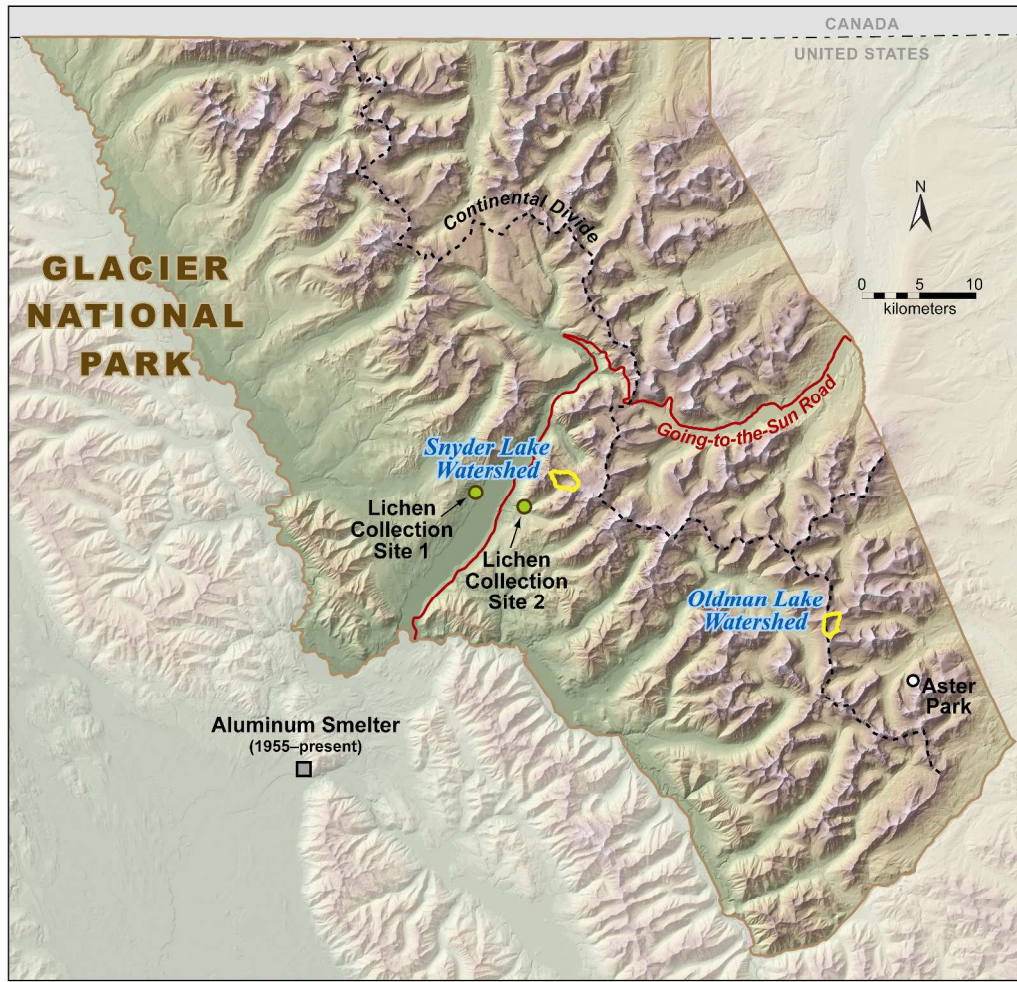 CANADA
UNITED STATES
Continental Divide
N
GLACIER
NATIONAL
PARK
0 5 10
kilometers
Going-to-the-Sun Road
Snyder Lake
Watershed
Lichen
Collection
Site 1
Lichen
Collection
Site 2
Oldman Lake
Watershed
Aster
Park
Aluminum Smelter
(1955–present)